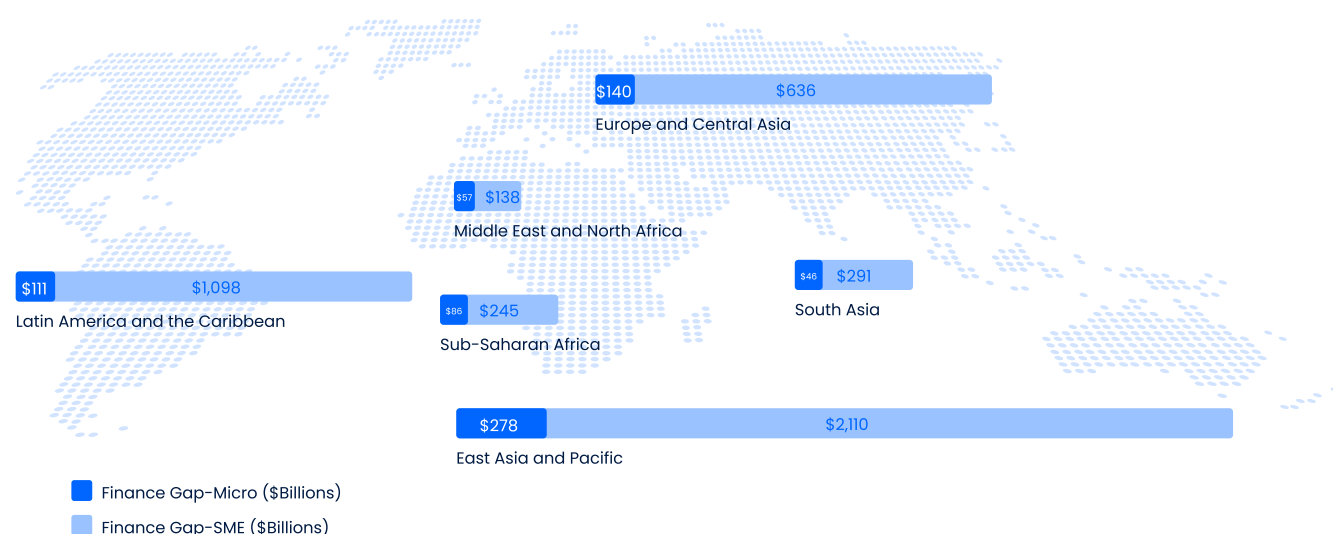 $140 $636
Europe and Central Asia
$57 $138
Middle East and North Africa
$46 $291
South Asia
$111 $1,098
Latin America and the Caribbean
$86 $245
Sub-Saharan Africa
$278 $2,110
East Asia and Pacific
Finance Gap-Micro ($Billions)
Finance Gap-SME ($Billions)